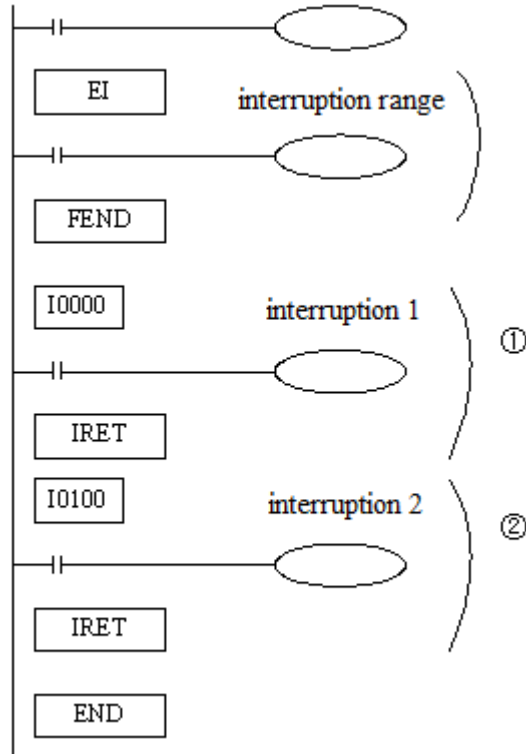 EI
interruption range
FEND
I0000
interruption 1
①
IRET
I0100
interruption 2
②
IRET
END